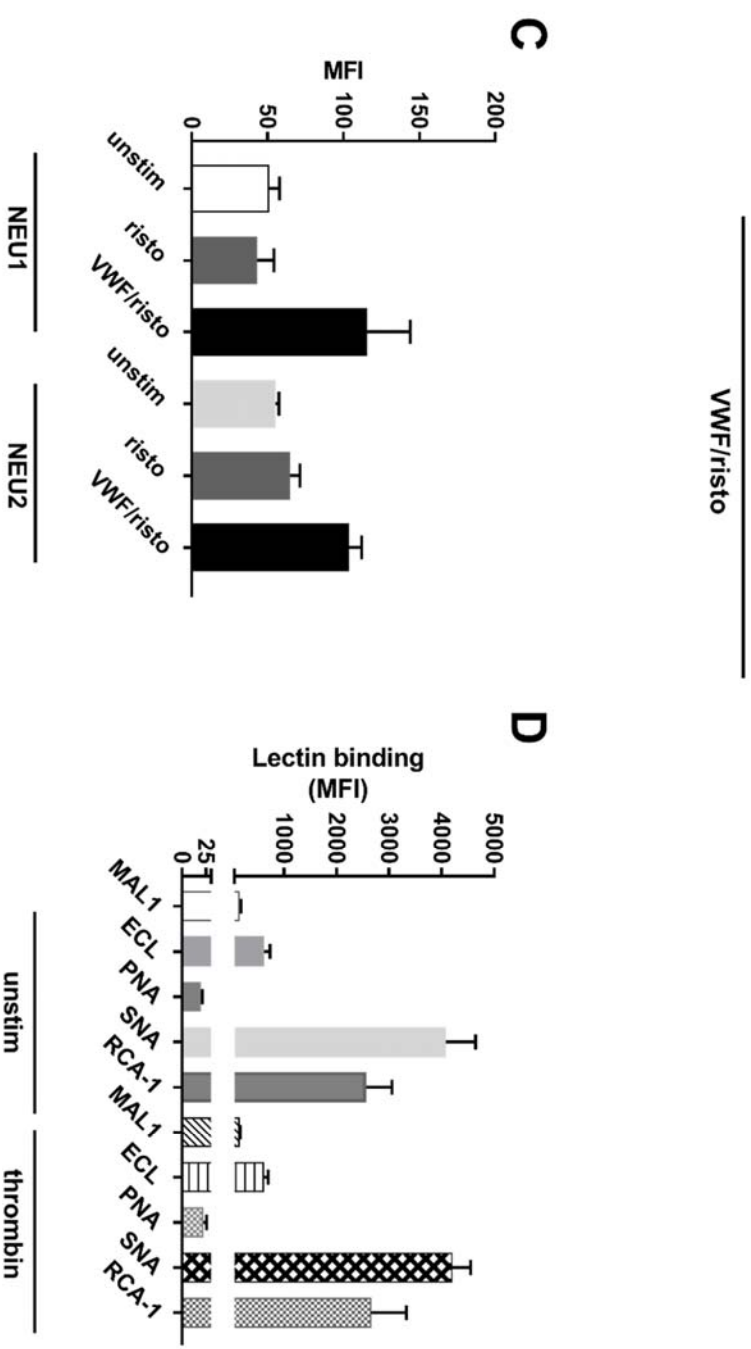 VWF/risto
C
MFI
200
150
100
50
0
unstim
risto
VWF/risto
unstim
risto
VWF/risto
NEU1
NEU2
D
Lectin binding
(MFI)
5000
4000
3000
2000
1000
25
0
MAL1
ECL
PNA
SNA
RCA-1
MAL1
ECL
PNA
SNA
RCA-1
unstim
thrombin